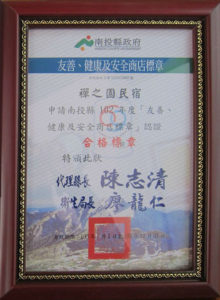 南投縣政府
友善、健康及安全商店標章
禪之園民宿
申請南投縣102年度「友善、
健康及安全商店標章」認證
合格標章
特頒此狀
代理縣長 陳志清
衛生局長 廖龍仁